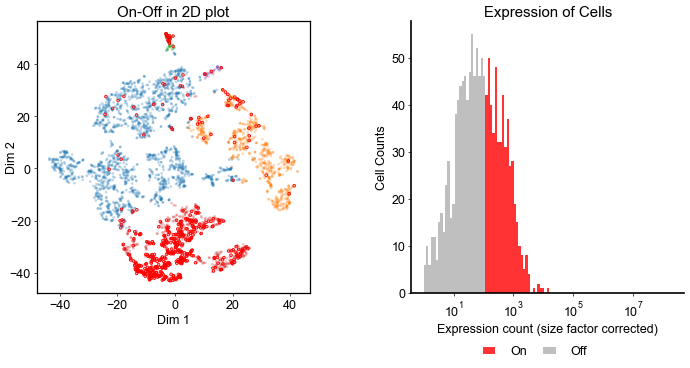 On-Off in 2D plot
Expression of Cells
Dim 2
40
20
0
−20
−40
−40 −20 0 20 40
Dim 1
Cell Counts
50
40
30
20
10
0
10^1 10^3 10^5 10^7
Expression count (size factor corrected)
On Off